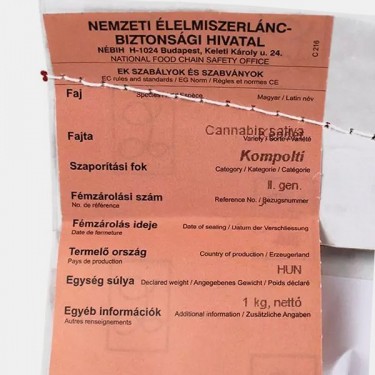 NEMZETI ÉLELMISZERLÁNC-
BIZTONSÁGI HIVATAL
NÉBIH H-1024 Budapest, Keleti Károly u. 24.
NATIONAL FOOD CHAIN SAFETY OFFICE
C 216
EK SZABÁLYOK ÉS SZABVÁNYOK
EC rules and standards / EG Norm / Règles et normes CE
Faj
Magyar / Latin név
Cannabis sativa
Fajta
Variety / Sorte / Variété
Kompolti
Szaporítási fok
Category / Kategorie / Catégorie
II. gen.
Fémzárolási szám
Reference No. / Bezugsnummer
No. de référence
Fémzárolás ideje
Date of sealing / Datum der Verschliessung
Date de fermeture
Termelő ország
Country of production / Erzeugerland
Pays de production
HUN
Egység súlya
Declared weight / Angegebenes Gewicht / Poids déclaré
1 kg, nettó
Egyéb információk
Additional information / Zusätzliche Angaben
Autres renseignements